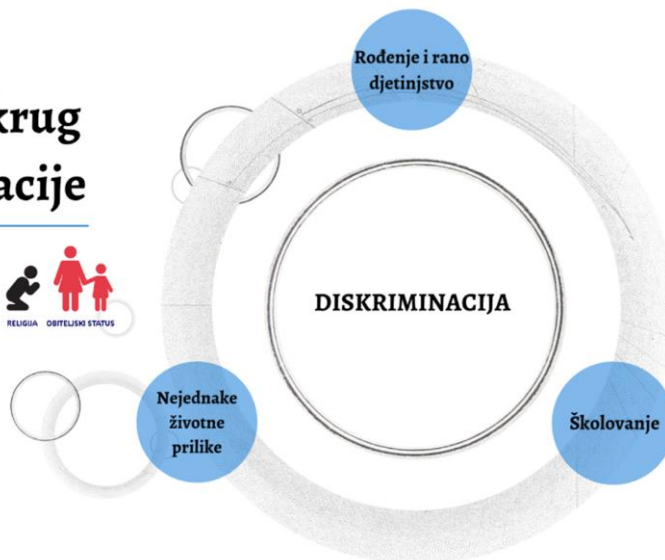 krug
acije
RELIGIJA OBITELJSKI STATUS
Rođenje i rano
djetinjstvo
DISKRIMINACIJA
Nejednake
životne
prilike
Školovanje